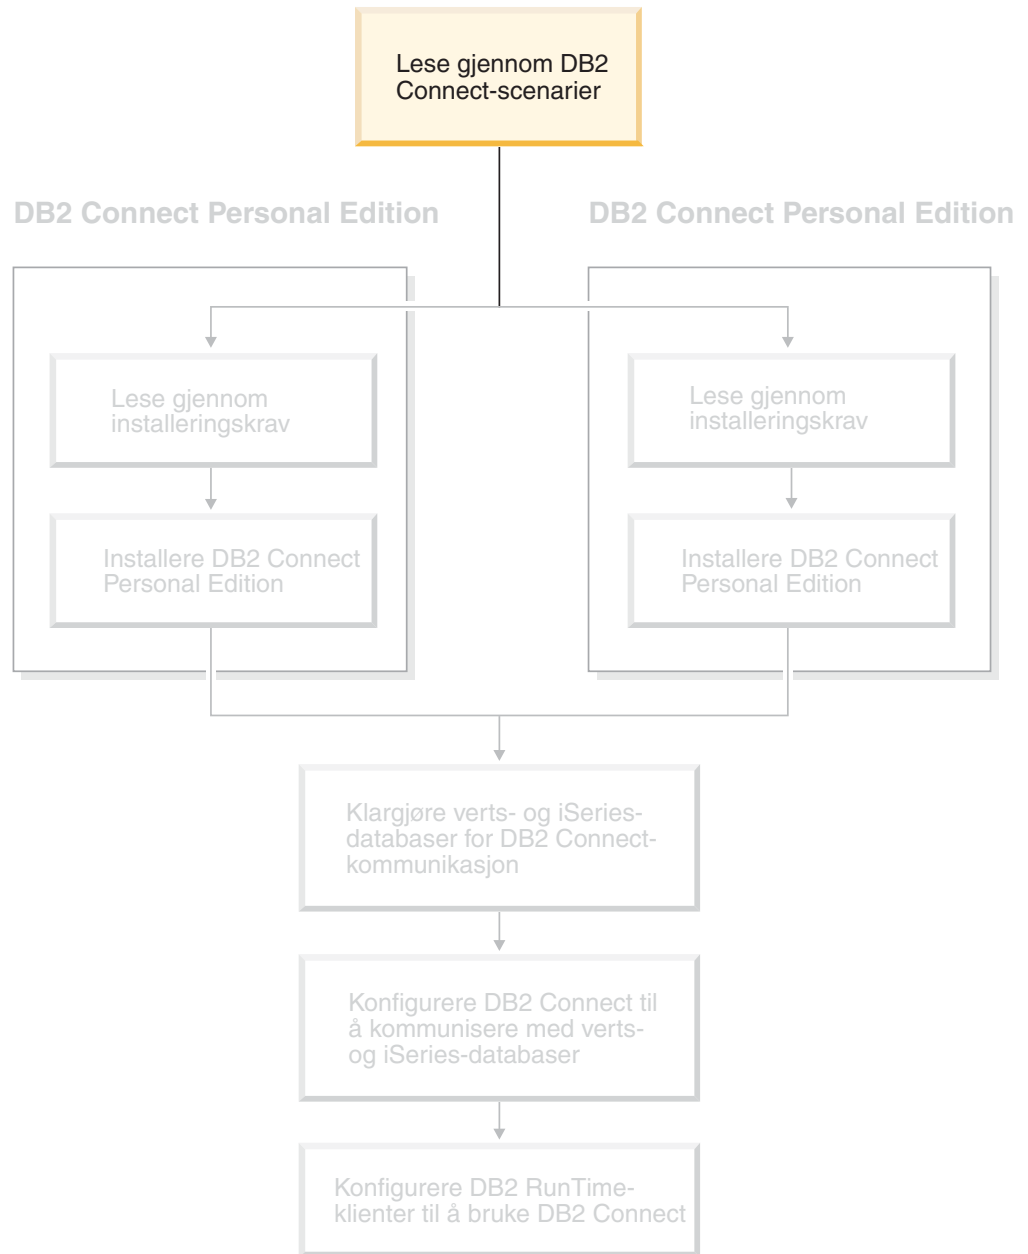 Lese gjennom DB2
Connect-scenarier
DB2 Connect Personal Edition
DB2 Connect Personal Edition
Lese gjennom
installeringskrav
Lese gjennom
installeringskrav
Installere DB2 Connect
Personal Edition
Installere DB2 Connect
Personal Edition
Klargjøre verts- og iSeries-
databaser for DB2 Connect-
kommunikasjon
Konfigurere DB2 Connect til
å kommunisere med verts-
og iSeries-databaser
Konfigurere DB2 RunTime-
klienter til å bruke DB2 Connect